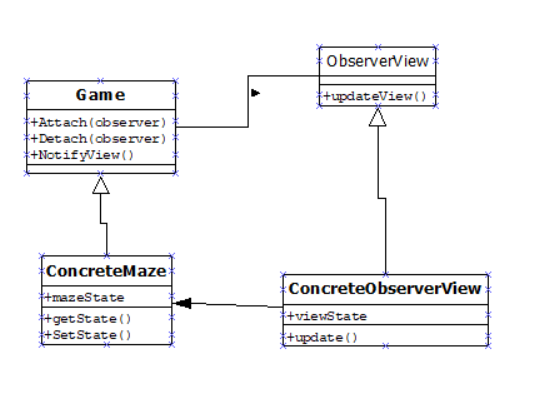 ObserverView
+updateView()
Game
+Attach(observer)
+Detach(observer)
+NotifyView()
ConcreteMaze
+mazeState
+getState()
+SetState()
ConcreteObserverView
+viewState
+update()